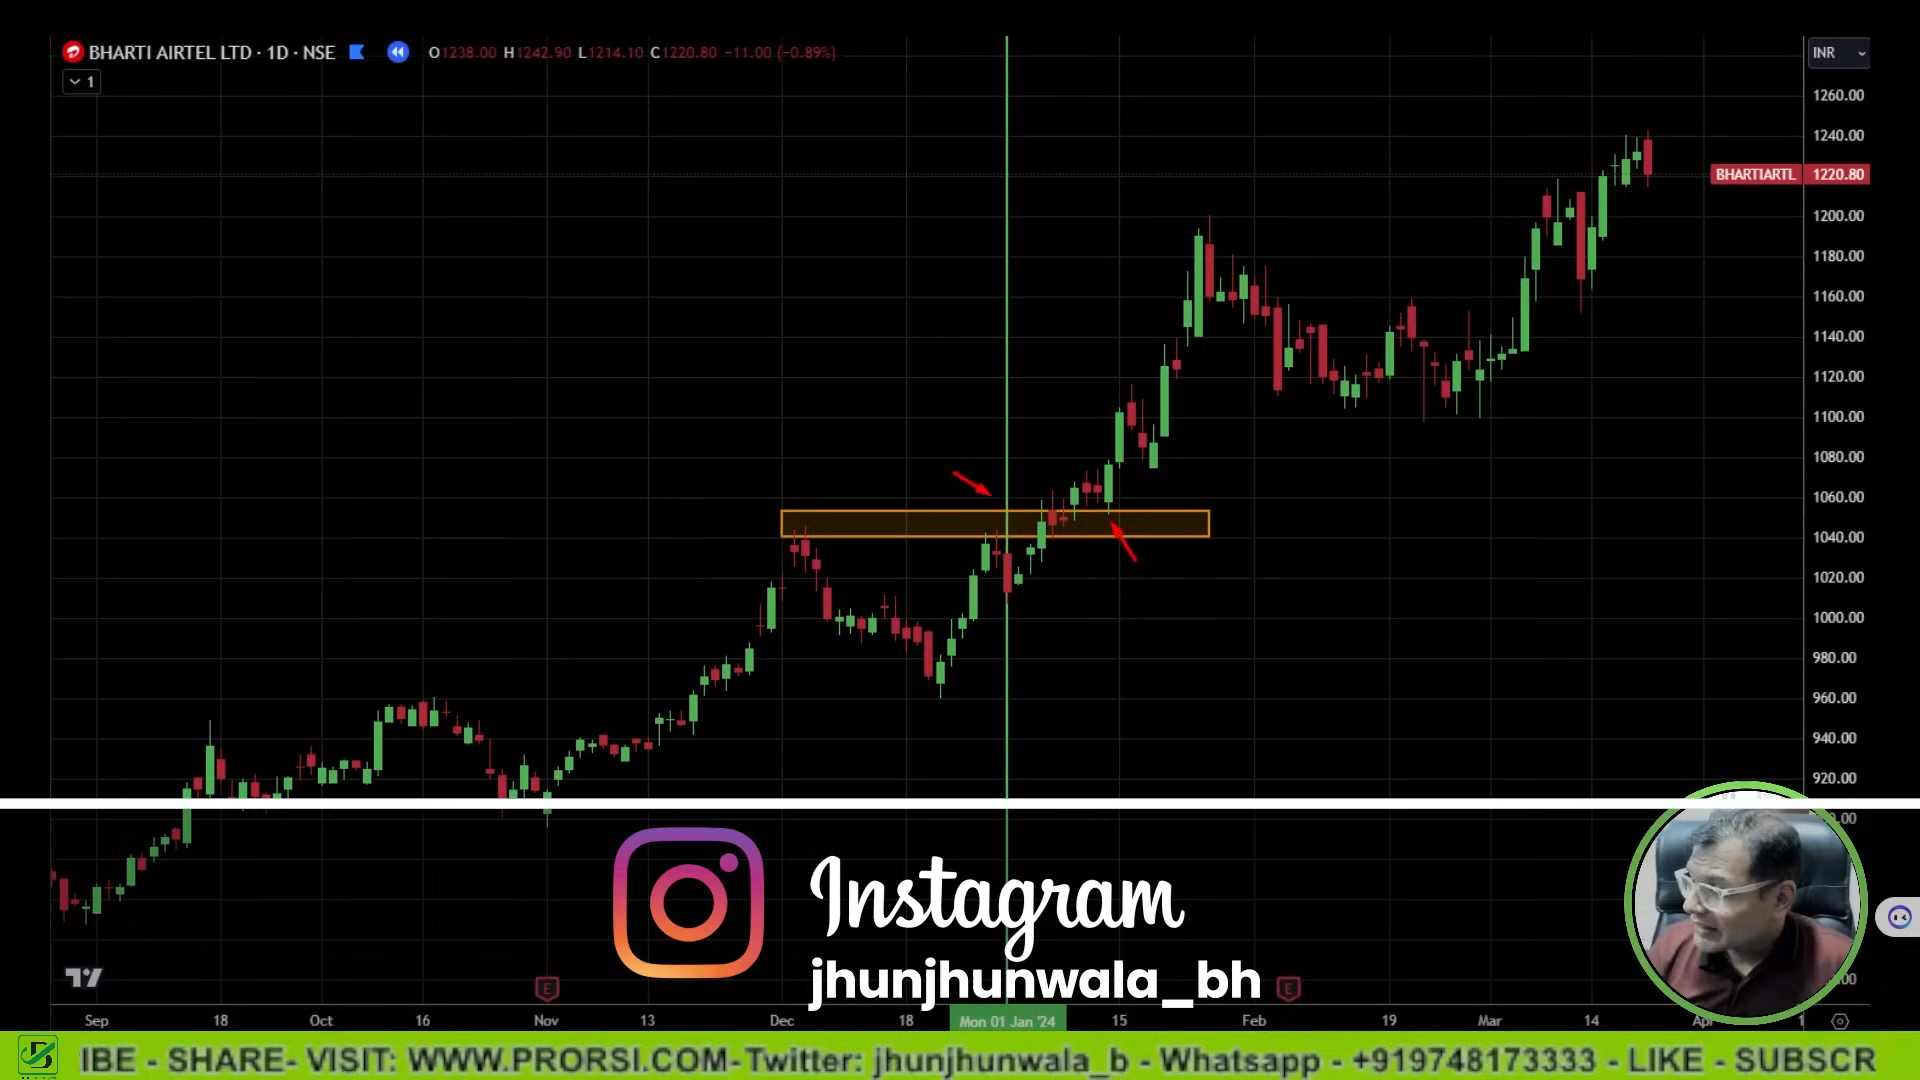 BHARTI AIRTEL LTD · 1D · NSE O1238.00 H1242.90 L1214.10 C1220.80 −11.00 (−0.89%)
INR
1
1260.00
1240.00
BHARTIARTL 1220.80
1200.00
1180.00
1160.00
1140.00
1120.00
1100.00
1080.00
1060.00
1040.00
1020.00
1000.00
980.00
960.00
940.00
920.00
Instagram
jhunjhunwala_bh
E E
Sep 18 Oct 16 Nov 13 Dec 18 Mon 01 Jan '24 15 Feb 19 Mar 14
IBE - SHARE- VISIT: WWW.PRORSI.COM-Twitter: jhunjhunwala_b - Whatsapp - +919748173333 - LIKE - SUBSCR